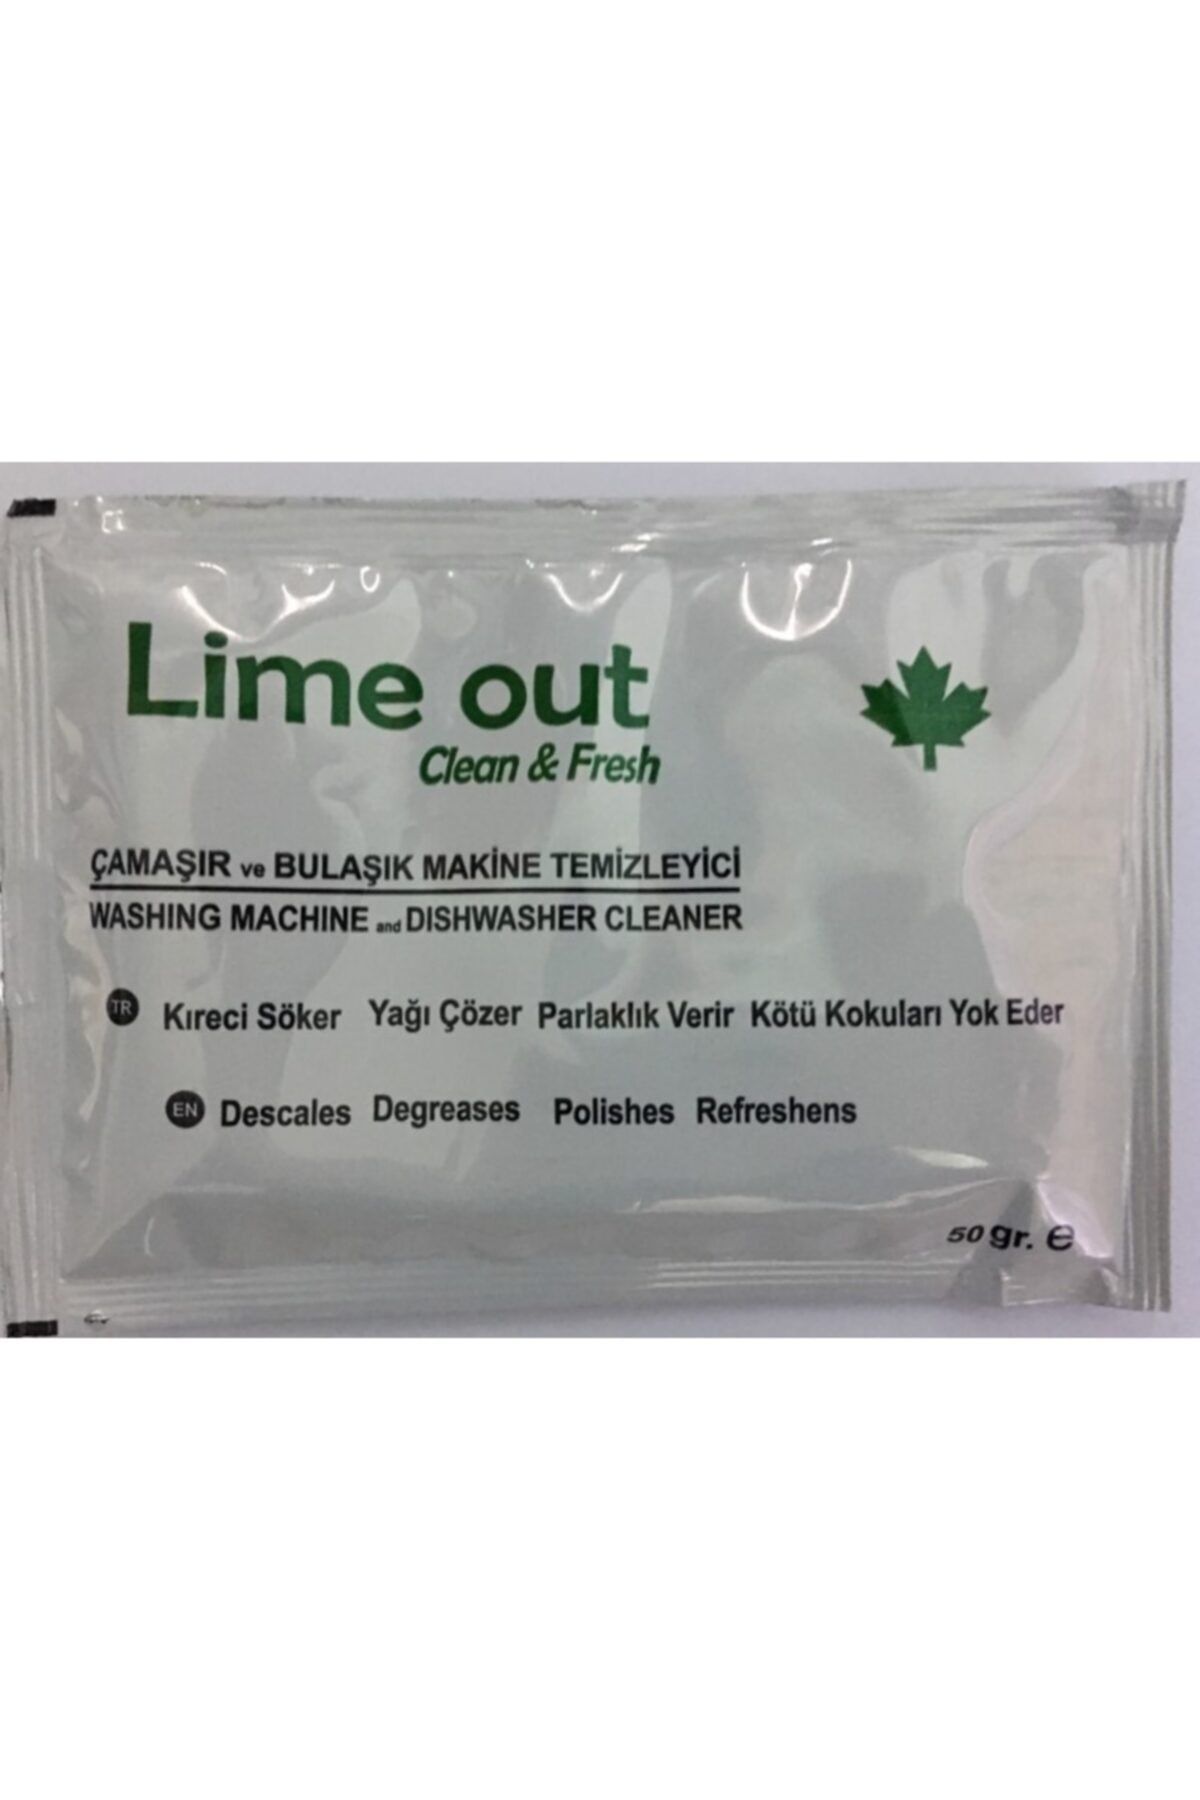 Lime out
Clean & Fresh
ÇAMAŞIR ve BULAŞIK MAKİNE TEMİZLEYİCİ
WASHING MACHINE and DISHWASHER CLEANER
TR Kıreci Söker Yağı Çözer Parlaklık Verir Kötü Kokuları Yok Eder
EN Descales Degreases Polishes Refreshens
50 gr. ℮